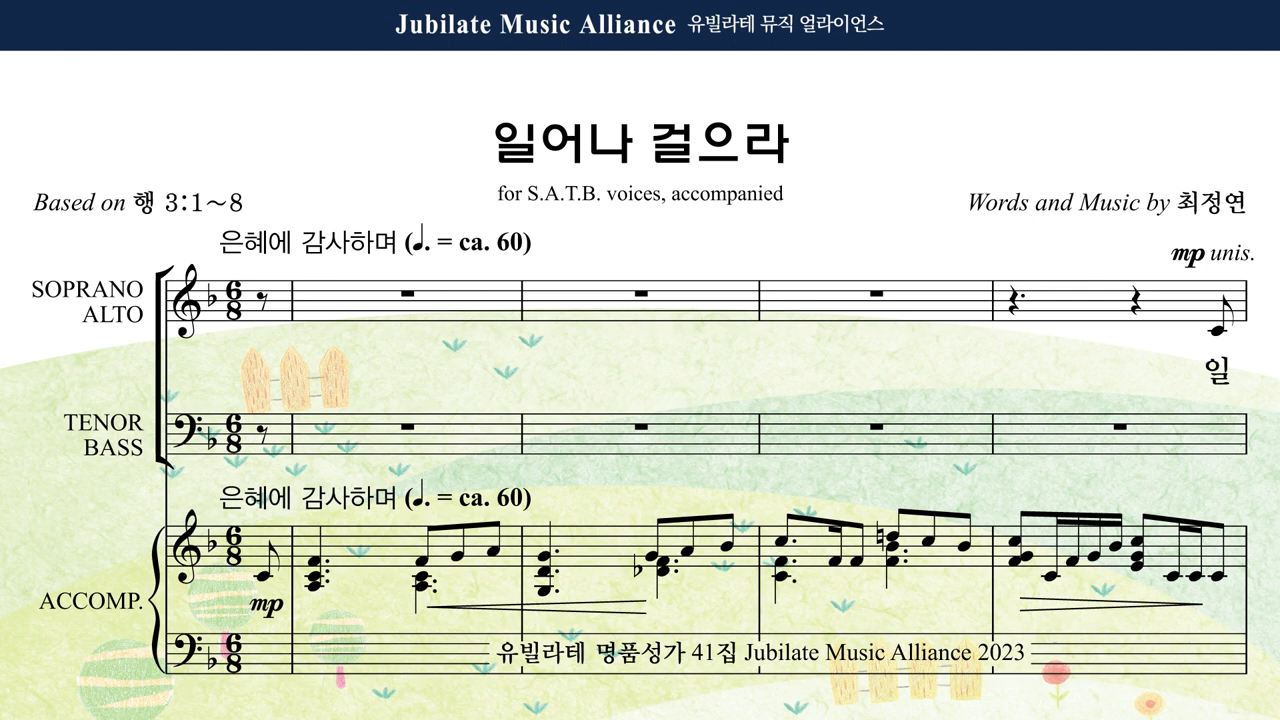 Jubilate Music Alliance 유빌라테 뮤직 얼라이언스
일어나 걸으라
for S.A.T.B. voices, accompanied
Based on 행 3:1～8
Words and Music by 최정연
은혜에 감사하며 (♩. = ca. 60)
mp unis.
SOPRANO
ALTO
일
TENOR
BASS
은혜에 감사하며 (♩. = ca. 60)
ACCOMP.
mp
유빌라테 명품성가 41집 Jubilate Music Alliance 2023